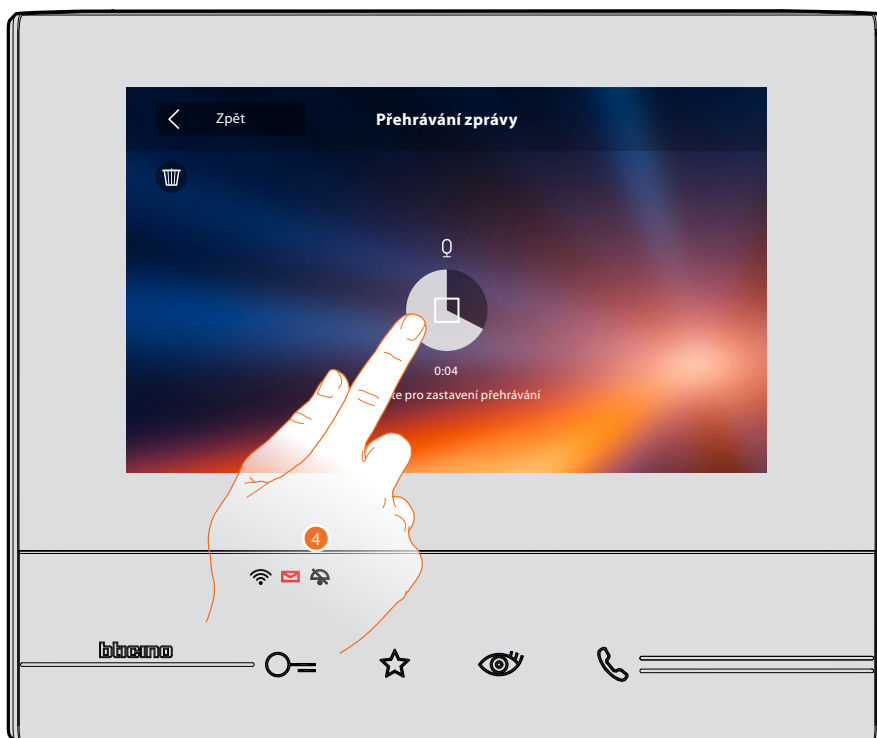 Zpět
Přehrávání zprávy
0:04
te pro zastavení přehrávání
4
bticino